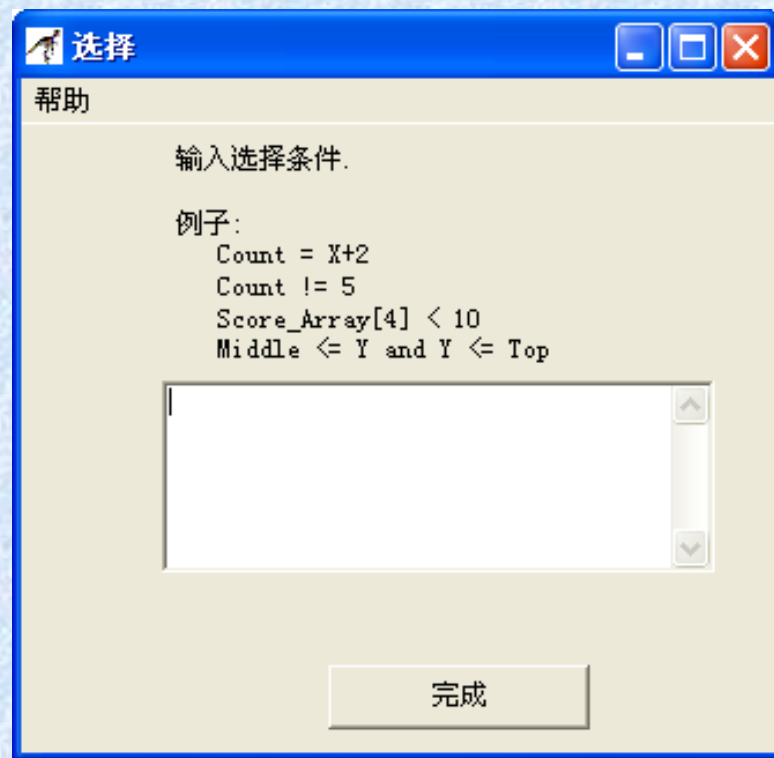 选择
帮助
输入选择条件.
例子:
Count = X+2
Count != 5
Score_Array[4] < 10
Middle <= Y and Y <= Top
完成